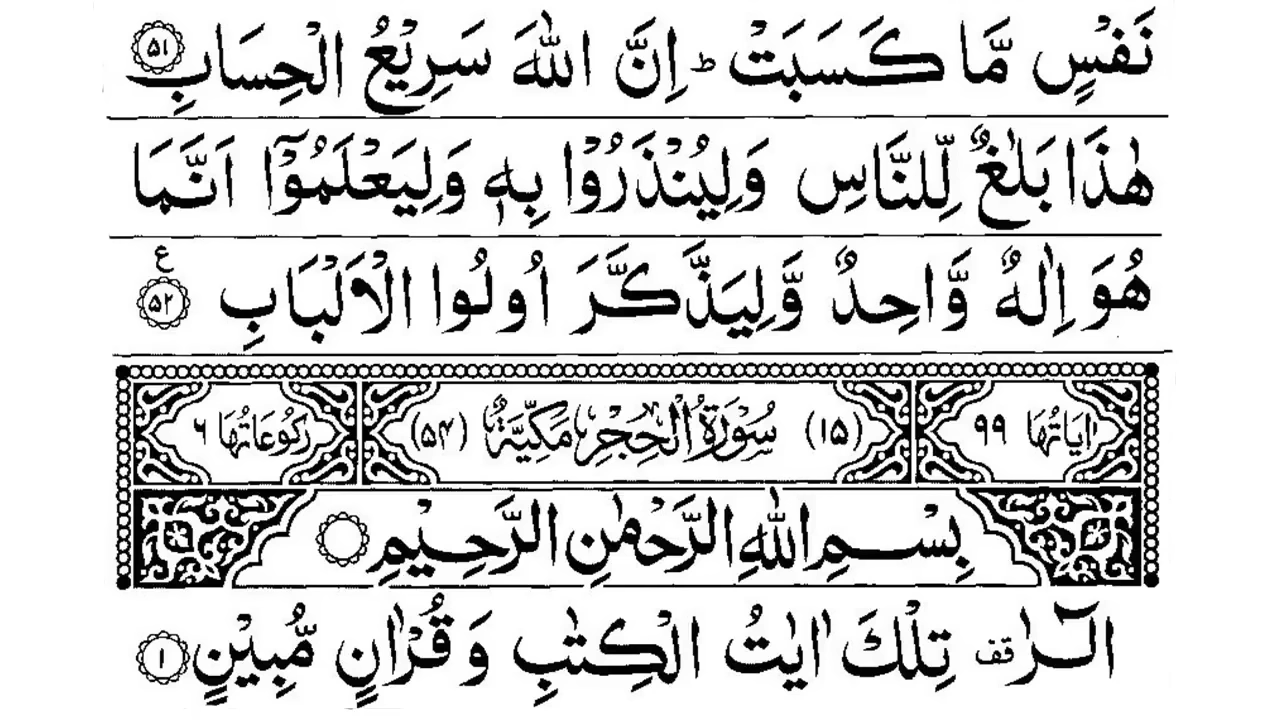 نَفۡسٍ مَّا كَسَبَتۡ ؕ اِنَّ اللّٰهَ سَرِيۡعُ الۡحِسَابِ ۵۱
هٰذَا بَلٰغٌ لِّلنَّاسِ وَلِيُنۡذَرُوۡا بِهٖ وَلِيَعۡلَمُوۡۤا اَنَّمَا
هُوَ اِلٰهٌ وَّاحِدٌ وَّلِيَذَّكَّرَ اُولُوا الۡاَلۡبَابِ ۵۲ ع
اٰيَاتُهَا ۹۹ (۱۵) سُوۡرَةُ الۡحِجۡرِ مَكِّيَّةٌ (۵۴) رُكُوۡعَاتُهَا ۶
بِسۡمِ اللّٰهِ الرَّحۡمٰنِ الرَّحِيۡمِ
الٓرٰ قف تِلۡكَ اٰيٰتُ الۡكِتٰبِ وَ قُرۡاٰنٍ مُّبِيۡنٍ ۱